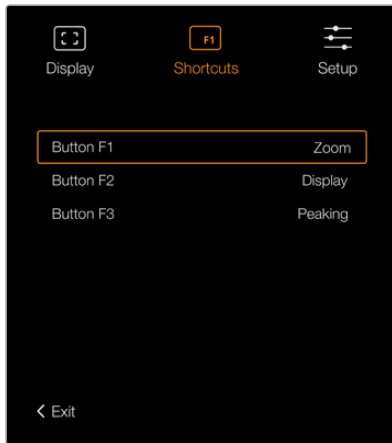 F1
Display Shortcuts Setup
Button F1 Zoom
Button F2 Display
Button F3 Peaking
Exit